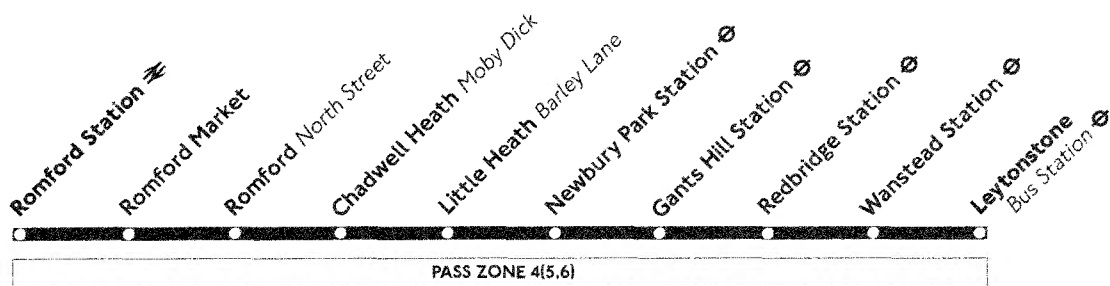 Romford Station
Romford Market
Romford North Street
Chadwell Heath Moby Dick
Little Heath Barley Lane
Newbury Park Station
Gants Hill Station
Redbridge Station
Wanstead Station
Leytonstone
Bus Station
PASS ZONE 4(5,6)